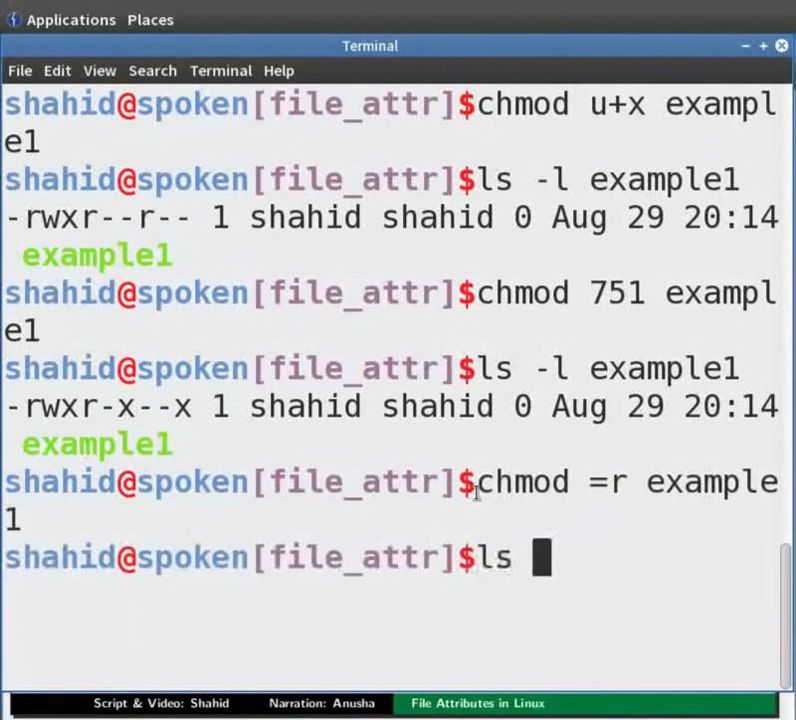 Applications Places
Terminal
File Edit View Search Terminal Help
shahid@spoken[file_attr]$chmod u+x exampl
e1
shahid@spoken[file_attr]$ls -l example1
-rwxr--r-- 1 shahid shahid 0 Aug 29 20:14
example1
shahid@spoken[file_attr]$chmod 751 exampl
e1
shahid@spoken[file_attr]$ls -l example1
-rwxr-x--x 1 shahid shahid 0 Aug 29 20:14
example1
shahid@spoken[file_attr]$chmod =r example
1
shahid@spoken[file_attr]$ls
Script & Video: Shahid Narration: Anusha File Attributes in Linux